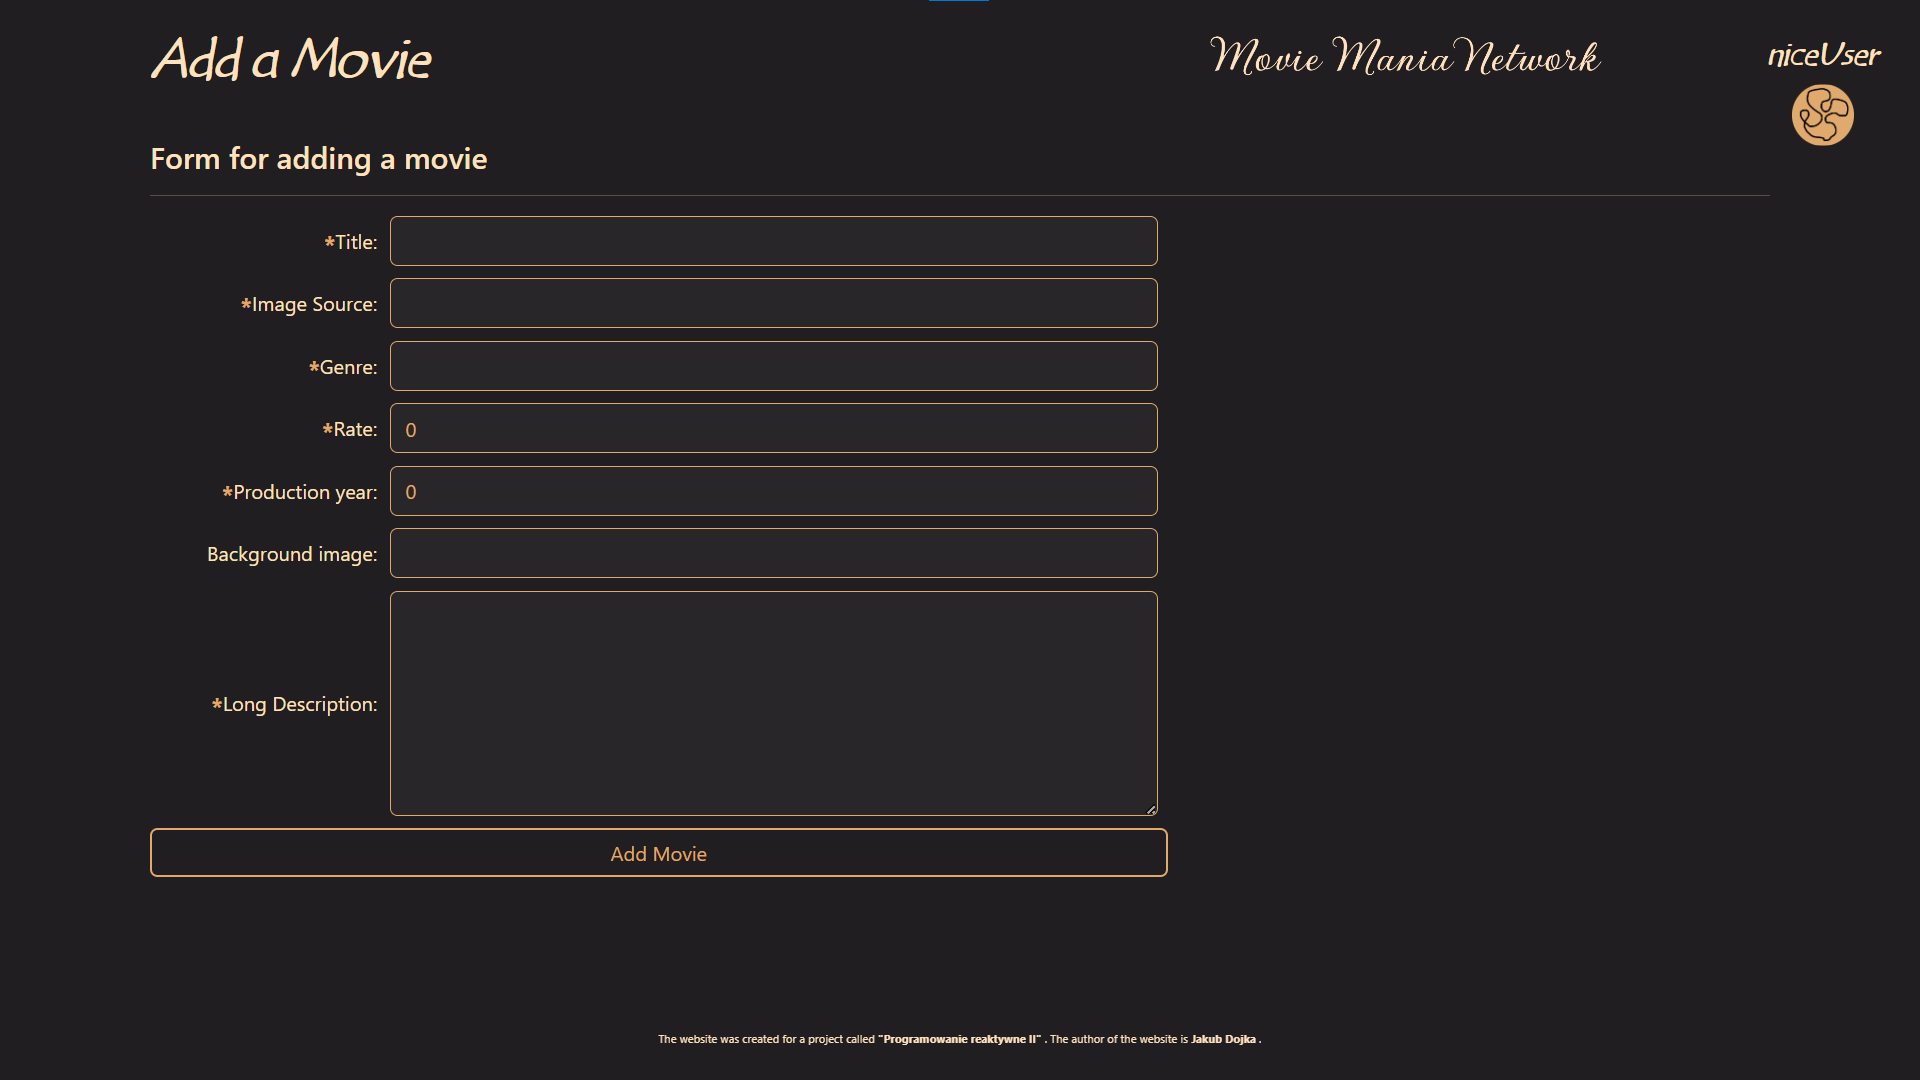 Add a Movie
Movie Mania Network
niceUser
Form for adding a movie
*Title:
*Image Source:
*Genre:
*Rate: 0
*Production year: 0
Background image:
*Long Description:
Add Movie
The website was created for a project called "Programowanie reaktywne II" . The author of the website is Jakub Dojka .